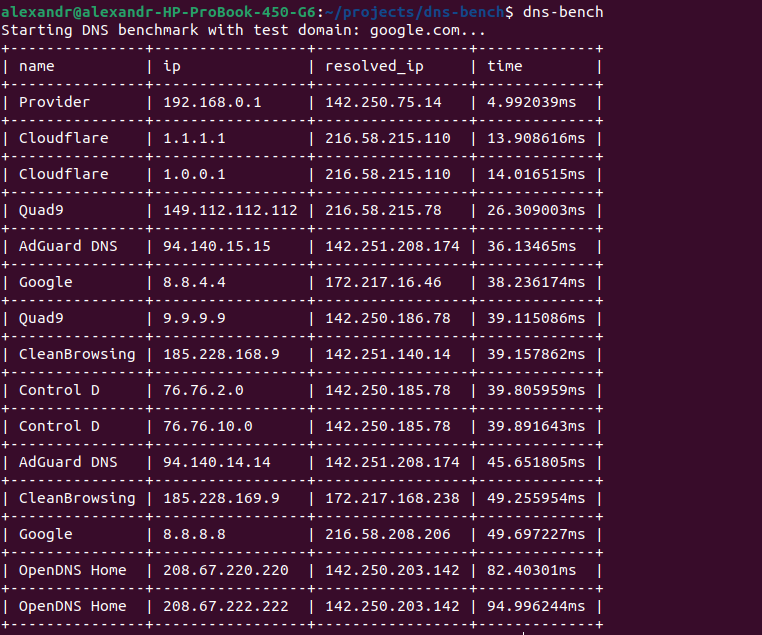 alexandr@alexandr-HP-ProBook-450-G6:~/projects/dns-bench$ dns-bench
Starting DNS benchmark with test domain: google.com...
+---------------+-----------------+-----------------+-------------+
| name          | ip              | resolved_ip     | time        |
+---------------+-----------------+-----------------+-------------+
| Provider      | 192.168.0.1     | 142.250.75.14   | 4.992039ms  |
+---------------+-----------------+-----------------+-------------+
| Cloudflare    | 1.1.1.1         | 216.58.215.110  | 13.908616ms |
+---------------+-----------------+-----------------+-------------+
| Cloudflare    | 1.0.0.1         | 216.58.215.110  | 14.016515ms |
+---------------+-----------------+-----------------+-------------+
| Quad9         | 149.112.112.112 | 216.58.215.78   | 26.309003ms |
+---------------+-----------------+-----------------+-------------+
| AdGuard DNS   | 94.140.15.15    | 142.251.208.174 | 36.13465ms  |
+---------------+-----------------+-----------------+-------------+
| Google        | 8.8.4.4         | 172.217.16.46   | 38.236174ms |
+---------------+-----------------+-----------------+-------------+
| Quad9         | 9.9.9.9         | 142.250.186.78  | 39.115086ms |
+---------------+-----------------+-----------------+-------------+
| CleanBrowsing | 185.228.168.9   | 142.251.140.14  | 39.157862ms |
+---------------+-----------------+-----------------+-------------+
| Control D     | 76.76.2.0       | 142.250.185.78  | 39.805959ms |
+---------------+-----------------+-----------------+-------------+
| Control D     | 76.76.10.0      | 142.250.185.78  | 39.891643ms |
+---------------+-----------------+-----------------+-------------+
| AdGuard DNS   | 94.140.14.14    | 142.251.208.174 | 45.651805ms |
+---------------+-----------------+-----------------+-------------+
| CleanBrowsing | 185.228.169.9   | 172.217.168.238 | 49.255954ms |
+---------------+-----------------+-----------------+-------------+
| Google        | 8.8.8.8         | 216.58.208.206  | 49.697227ms |
+---------------+-----------------+-----------------+-------------+
| OpenDNS Home  | 208.67.220.220  | 142.250.203.142 | 82.40301ms  |
+---------------+-----------------+-----------------+-------------+
| OpenDNS Home  | 208.67.222.222  | 142.250.203.142 | 94.996244ms |
+---------------+-----------------+-----------------+-------------+